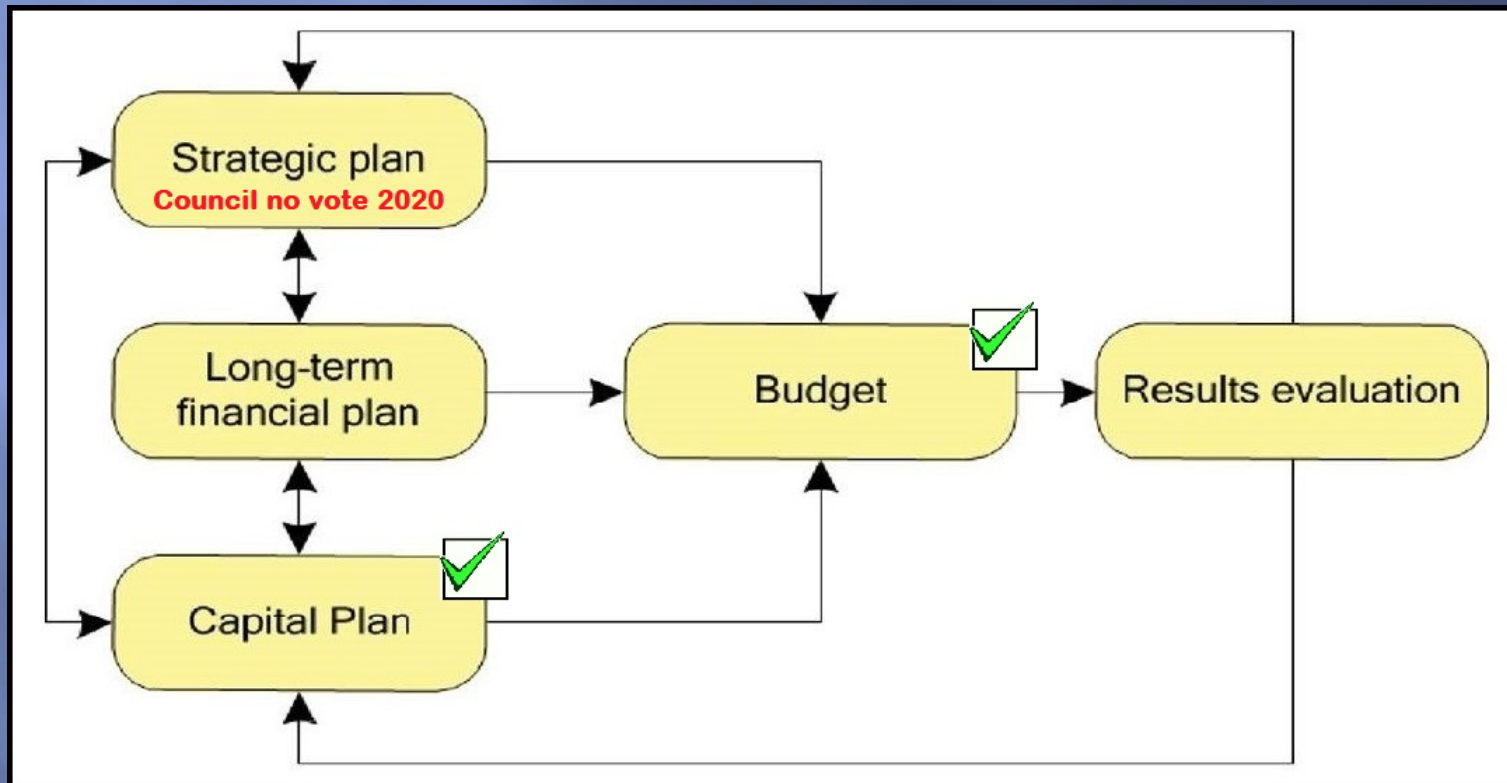 Strategic plan
Council no vote 2020
Long-term
financial plan
Budget
Results evaluation
Capital Plan